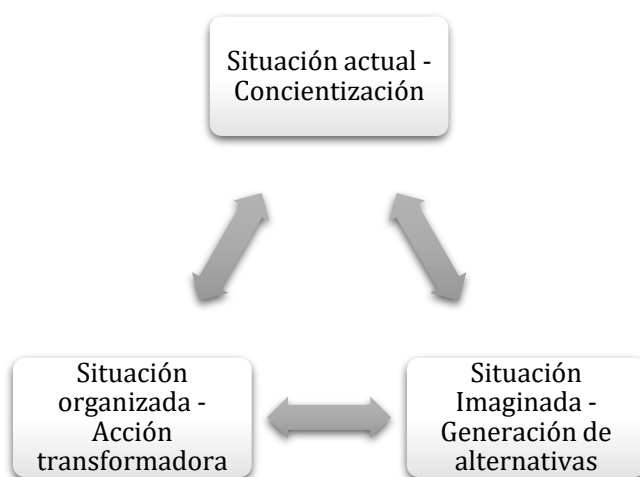 Situación actual -
Concientización
Situación
organizada -
Acción
transformadora
Situación
Imaginada -
Generación de
alternativas